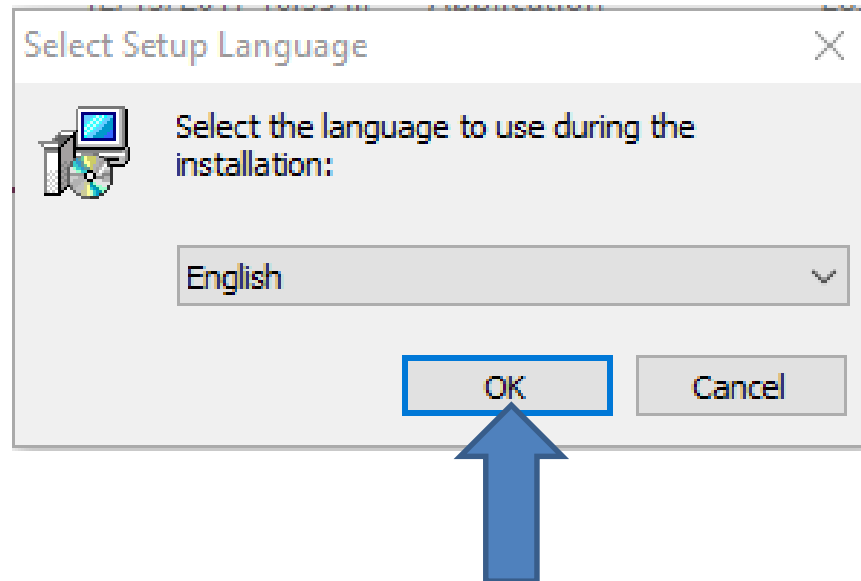 Select Setup Language
Select the language to use during the
installation:
English
OK
Cancel